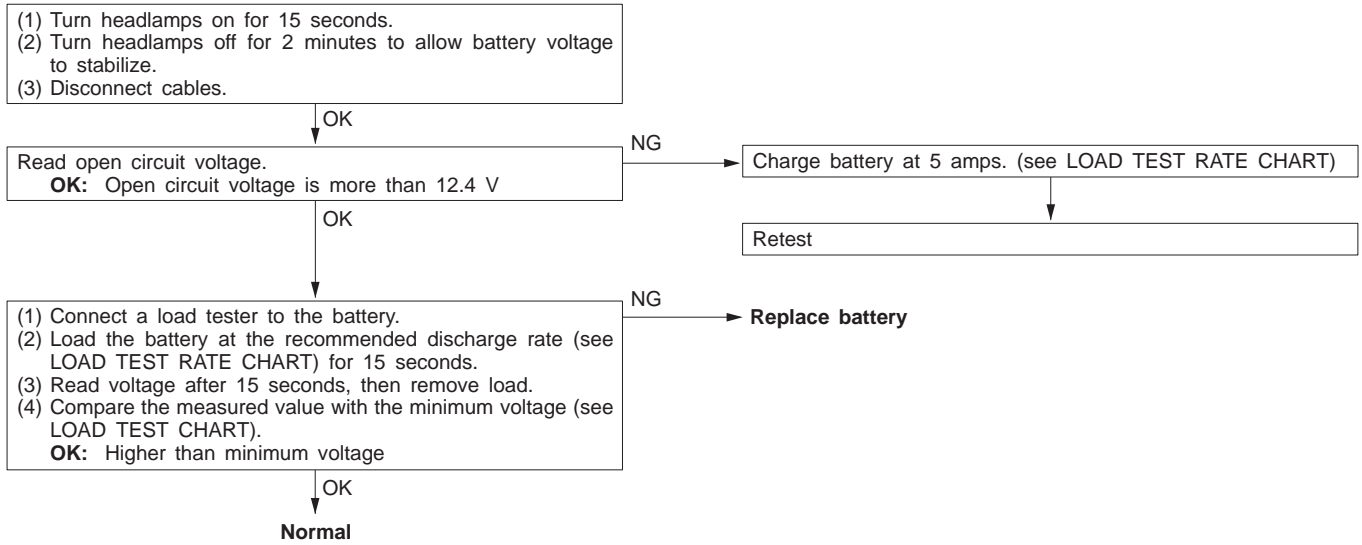 (1) Turn headlamps on for 15 seconds.
(2) Turn headlamps off for 2 minutes to allow battery voltage
to stabilize.
(3) Disconnect cables.
OK
Read open circuit voltage.
OK: Open circuit voltage is more than 12.4 V
NG
Charge battery at 5 amps. (see LOAD TEST RATE CHART)
Retest
OK
(1) Connect a load tester to the battery.
(2) Load the battery at the recommended discharge rate (see
LOAD TEST RATE CHART) for 15 seconds.
(3) Read voltage after 15 seconds, then remove load.
(4) Compare the measured value with the minimum voltage (see
LOAD TEST CHART).
OK: Higher than minimum voltage
NG
Replace battery
OK
Normal